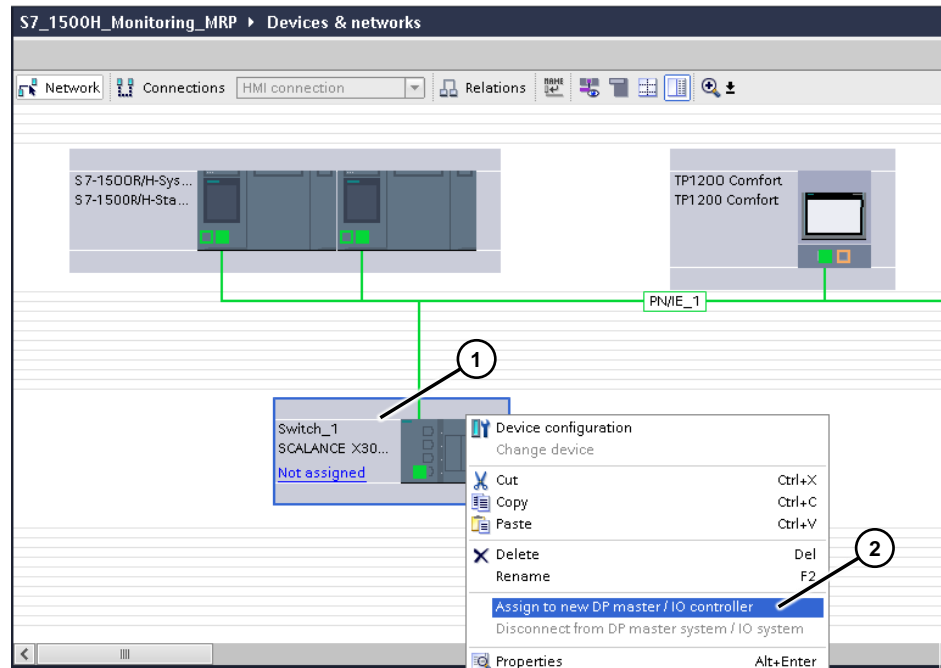 S7_1500H_Monitoring_MRP ▸ Devices & networks
Network Connections HMI connection Relations
S7-1500R/H-Sys...
S7-1500R/H-Sta...
TP1200 Comfort
TP1200 Comfort
PN/IE_1
1
Switch_1
SCALANCE X30...
Not assigned
Device configuration
Change device
Cut Ctrl+X
Copy Ctrl+C
Paste Ctrl+V
Delete Del
2
Rename F2
Assign to new DP master / IO controller
Disconnect from DP master system / IO system
Properties Alt+Enter